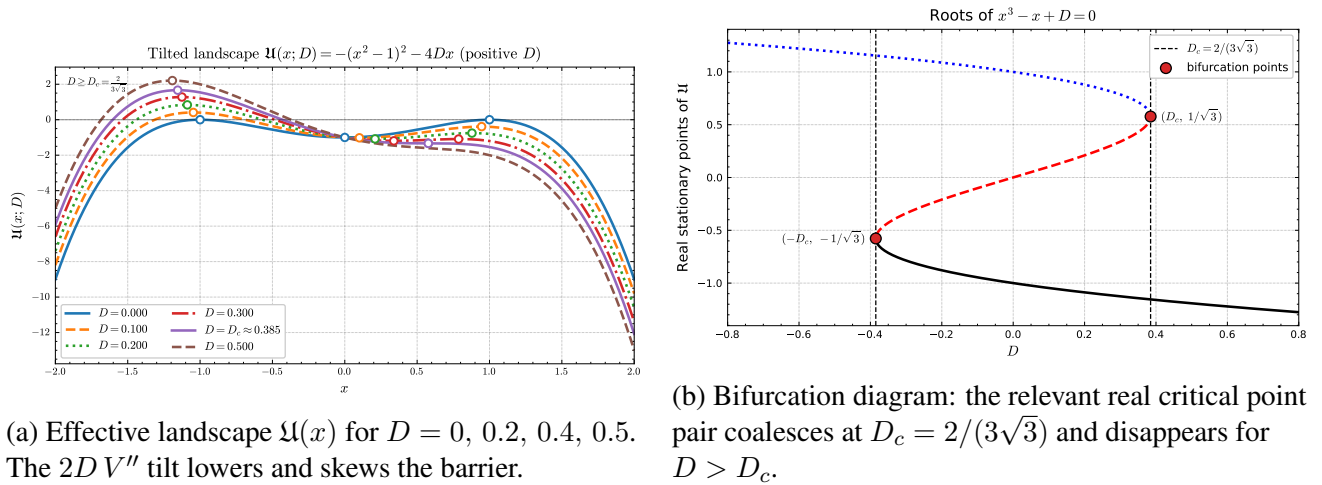 Tilted landscape 𝔘(x; D) = −(x² − 1)² − 4Dx (positive D)
D ≥ D_c = 2/(3√3)
2
0
−2
−4
−6
−8
−10
−12
𝔘(x; D)
D = 0.000
D = 0.100
D = 0.200
D = 0.300
D = D_c ≈ 0.385
D = 0.500
−2.0 −1.5 −1.0 −0.5 0.0 0.5 1.0 1.5 2.0
x
(a) Effective landscape 𝔘(x) for D = 0, 0.2, 0.4, 0.5.
The 2D V″ tilt lowers and skews the barrier.
Roots of x³ − x + D = 0
D_c = 2/(3√3)
bifurcation points
(D_c, 1/√3)
(−D_c, −1/√3)
1.0
0.5
0.0
−0.5
−1.0
Real stationary points of 𝔘
−0.8 −0.6 −0.4 −0.2 0.0 0.2 0.4 0.6 0.8
D
(b) Bifurcation diagram: the relevant real critical point
pair coalesces at D_c = 2/(3√3) and disappears for
D > D_c.